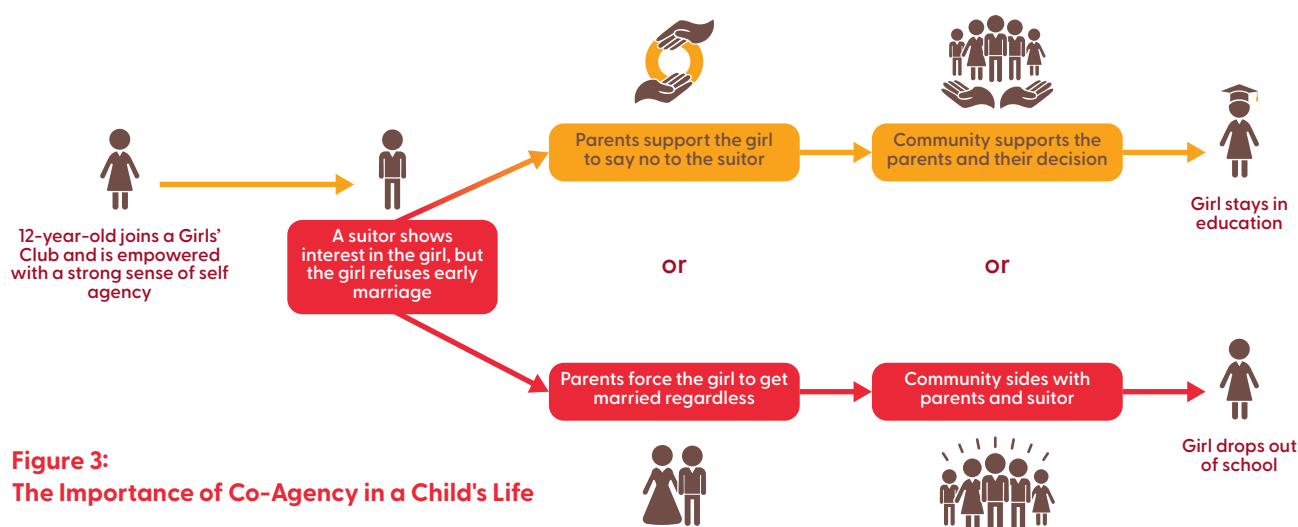 12-year-old joins a Girls'
Club and is empowered
with a strong sense of self
agency
A suitor shows
interest in the girl, but
the girl refuses early
marriage
Parents support the girl
to say no to the suitor
Community supports the
parents and their decision
Girl stays in
education
or
or
Parents force the girl to get
married regardless
Community sides with
parents and suitor
Girl drops out
of school
Figure 3:
The Importance of Co-Agency in a Child's Life